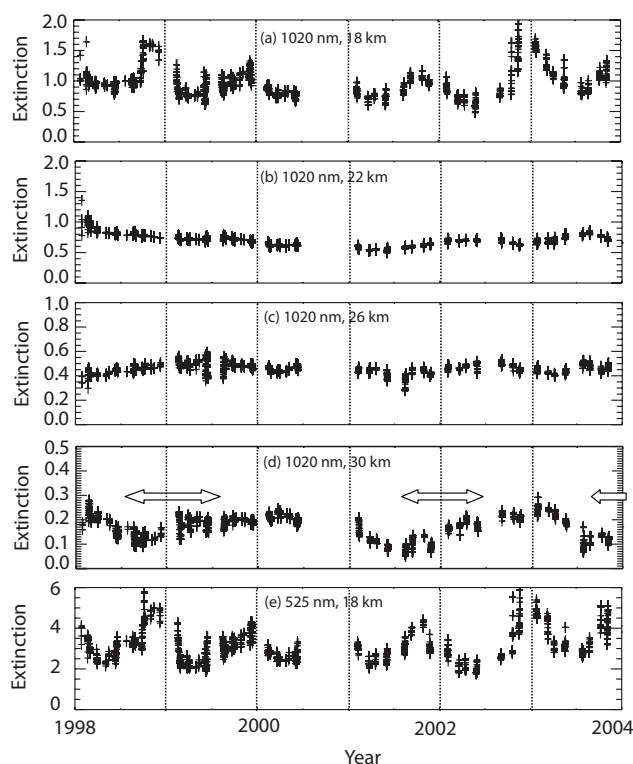 2.0
1.5
1.0
0.5
0.0
Extinction
(a) 1020 nm, 18 km
2.0
1.5
1.0
0.5
0.0
Extinction
(b) 1020 nm, 22 km
1.0
0.8
0.6
0.4
0.2
0.0
Extinction
(c) 1020 nm, 26 km
0.5
0.4
0.3
0.2
0.1
0.0
Extinction
(d) 1020 nm, 30 km
6
4
2
0
Extinction
(e) 525 nm, 18 km
1998
2000
2002
2004
Year